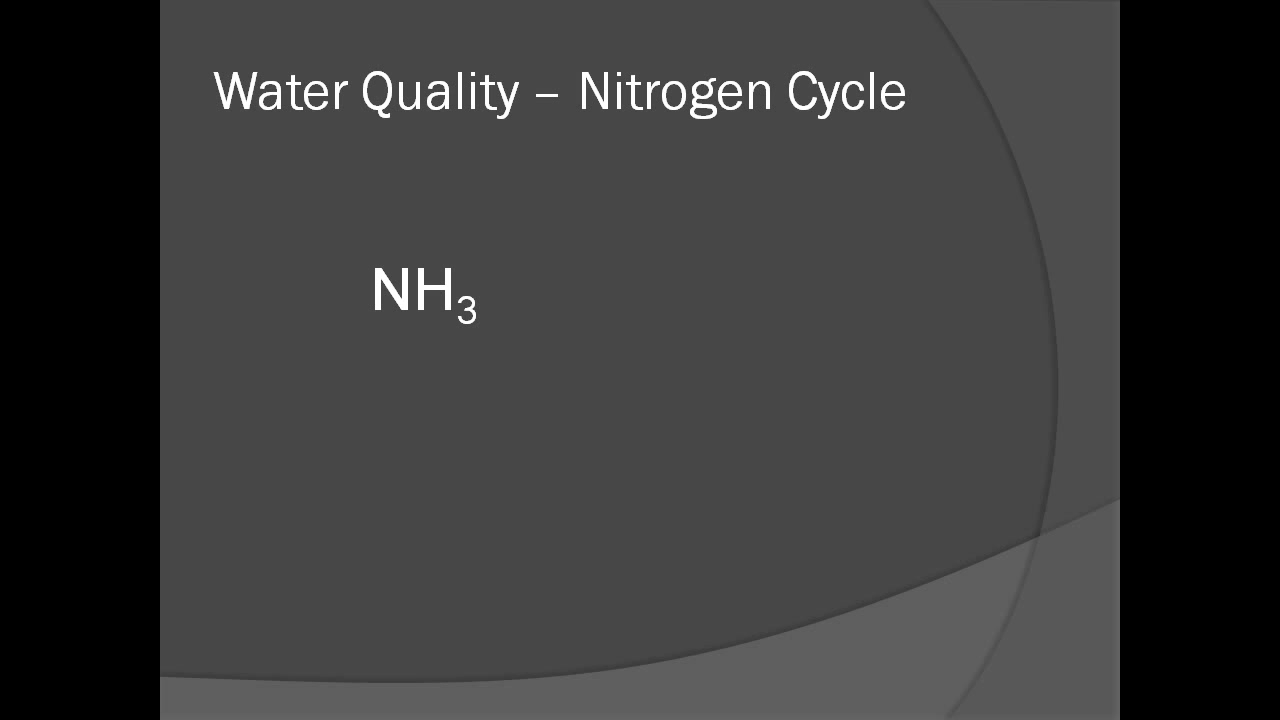 Water Quality – Nitrogen Cycle
NH₃